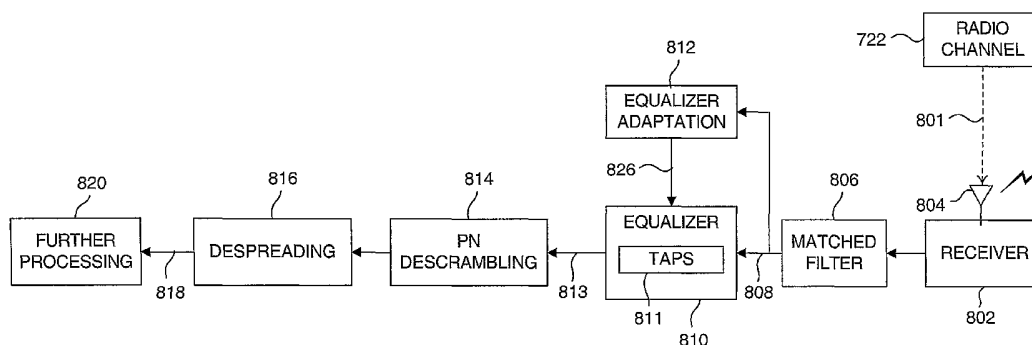 RADIO
CHANNEL
722
812
EQUALIZER
ADAPTATION
801
826
804
820
816
814
806
FURTHER
PROCESSING
DESPREADING
PN
DESCRAMBLING
EQUALIZER
TAPS
MATCHED
FILTER
RECEIVER
818
813
811
808
810
802